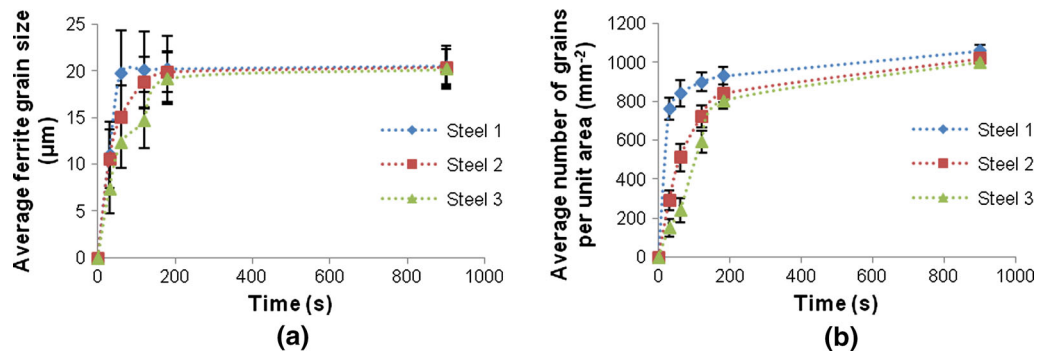 25
20
15
10
5
0
0 200 400 600 800 1000
Average ferrite grain size
(µm)
Time (s)
Steel 1
Steel 2
Steel 3
(a)
1200
1000
800
600
400
200
0
0 200 400 600 800 1000
Average number of grains
per unit area (mm-2)
Time (s)
Steel 1
Steel 2
Steel 3
(b)